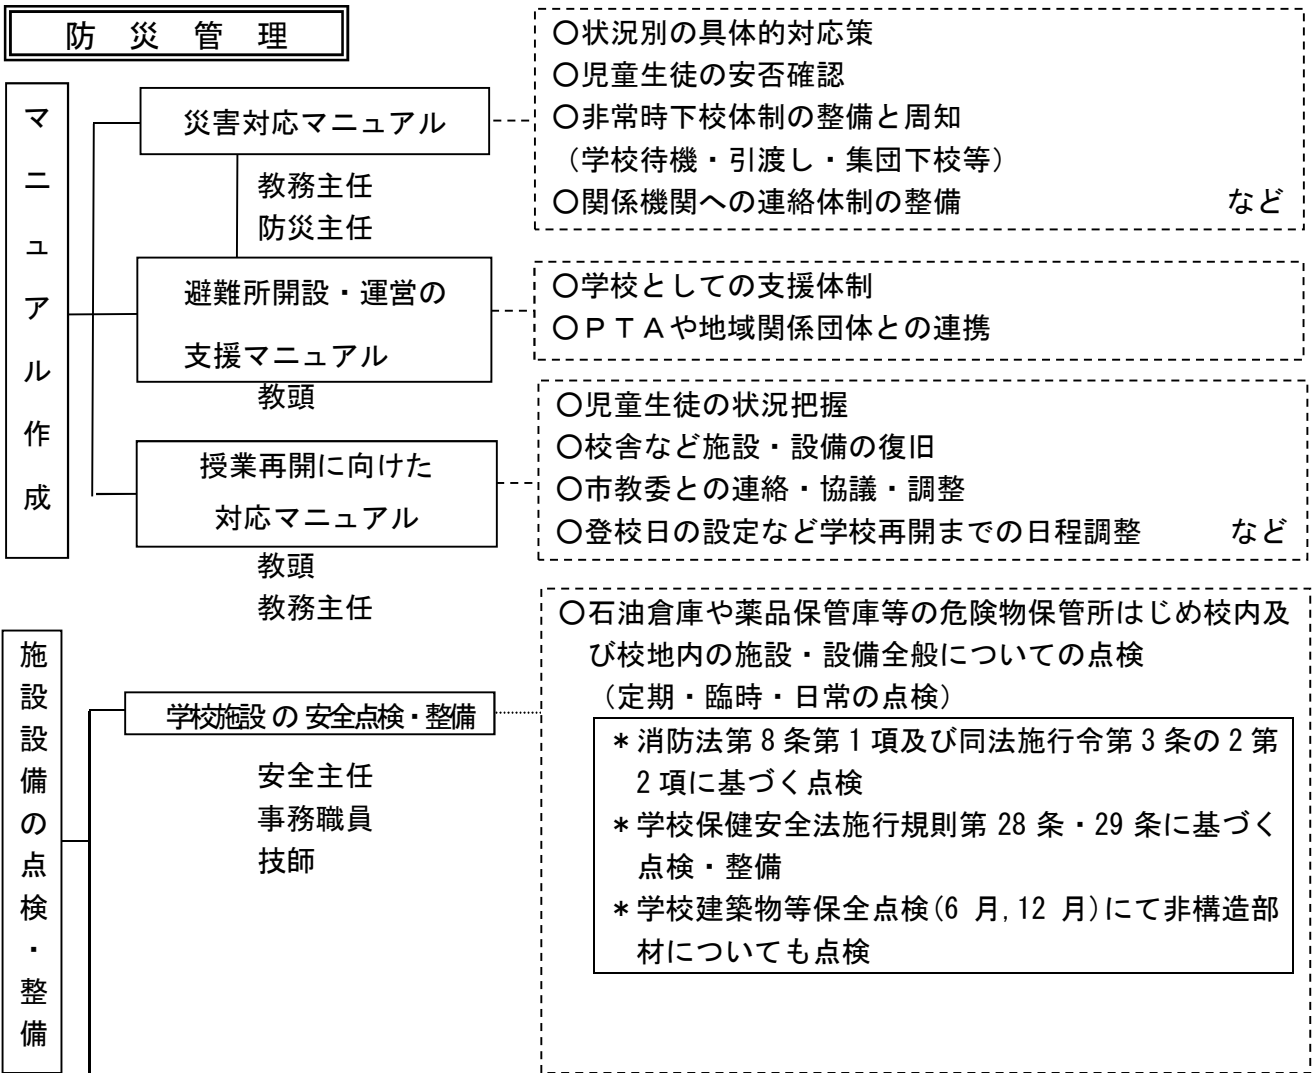 防　災　管　理
マニュアル作成
災害対応マニュアル
教務主任
防災主任
○状況別の具体的対応策
○児童生徒の安否確認
○非常時下校体制の整備と周知
（学校待機・引渡し・集団下校等）
○関係機関への連絡体制の整備　など
避難所開設・運営の
支援マニュアル
教頭
○学校としての支援体制
○ＰＴＡや地域関係団体との連携
授業再開に向けた
対応マニュアル
教頭
教務主任
○児童生徒の状況把握
○校舎など施設・設備の復旧
○市教委との連絡・協議・調整
○登校日の設定など学校再開までの日程調整　など
施設設備の点検・整備
学校施設の安全点検・整備
安全主任
事務職員
技師
○石油倉庫や薬品保管庫等の危険物保管所はじめ校内及
び校地内の施設・設備全般についての点検
（定期・臨時・日常の点検）
＊消防法第８条第１項及び同法施行令第３条の２第
２項に基づく点検
＊学校保健安全法施行規則第 28 条・29 条に基づく
点検・整備
＊学校建築物等保全点検(6 月,12 月)にて非構造部
材についても点検